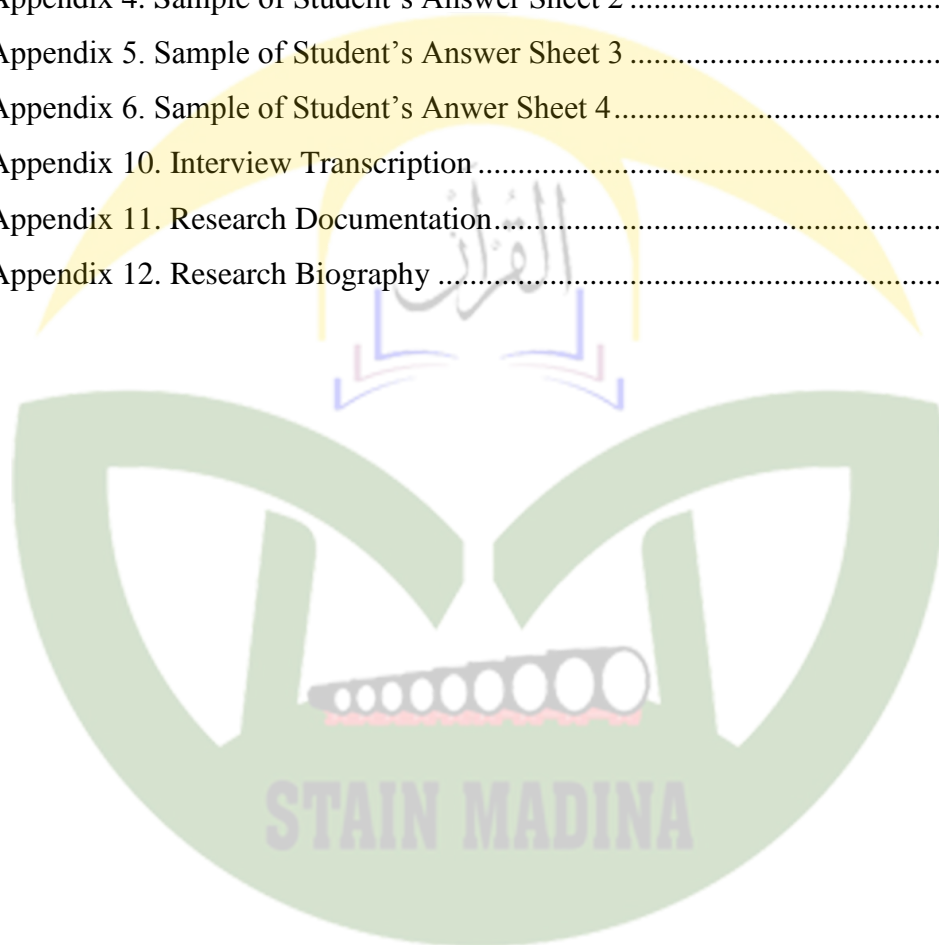 Appendix 4. Sample of Student’s Answer Sheet 2 ........................................
Appendix 5. Sample of Student’s Answer Sheet 3 ........................................
Appendix 6. Sample of Student’s Anwer Sheet 4..........................................
Appendix 10. Interview Transcription ...........................................................
Appendix 11. Research Documentation.........................................................
Appendix 12. Research Biography ................................................................
القرآن
STAIN MADINA